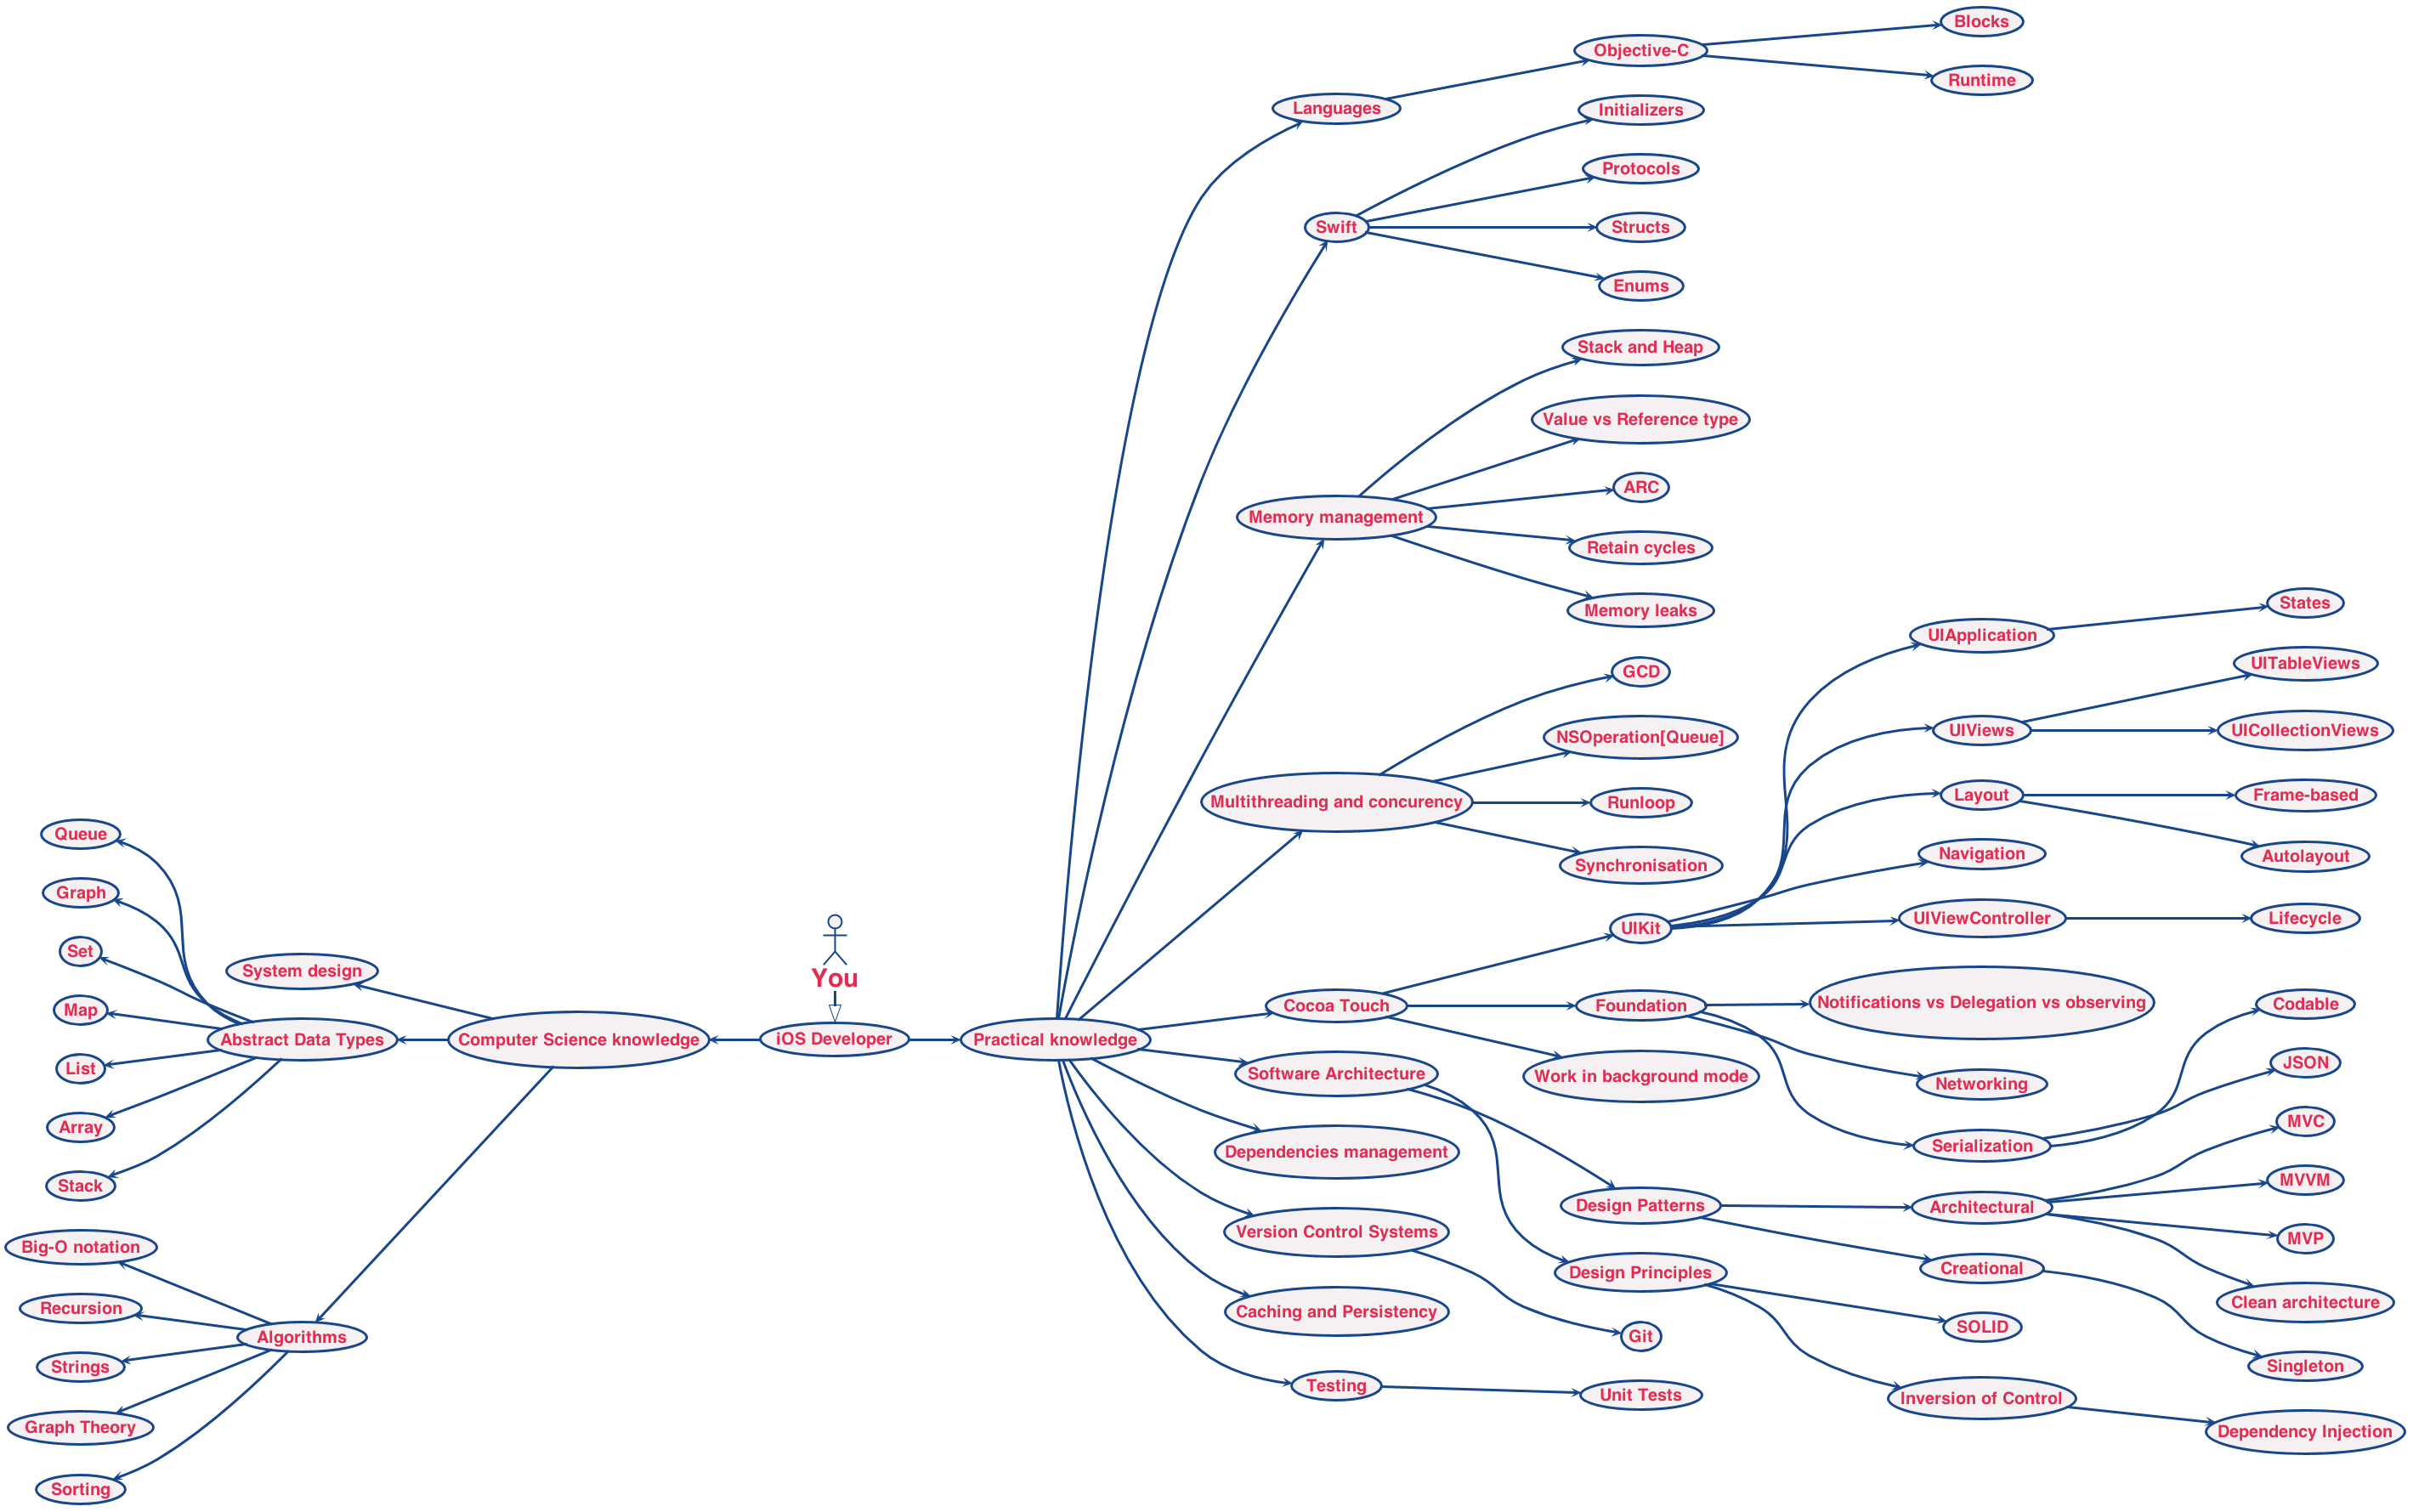 You
iOS Developer
Computer Science knowledge
System design
Abstract Data Types
Queue
Graph
Set
Map
List
Array
Stack
Algorithms
Big-O notation
Recursion
Strings
Graph Theory
Sorting
Practical knowledge
Languages
Objective-C
Blocks
Runtime
Swift
Initializers
Protocols
Structs
Enums
Memory management
Stack and Heap
Value vs Reference type
ARC
Retain cycles
Memory leaks
Multithreading and concurency
GCD
NSOperation[Queue]
Runloop
Synchronisation
Cocoa Touch
UIKit
UIApplication
States
UIViews
UITableViews
UICollectionViews
Layout
Frame-based
Autolayout
Navigation
UIViewController
Lifecycle
Foundation
Notifications vs Delegation vs observing
Networking
Serialization
Codable
JSON
Work in background mode
Software Architecture
Design Patterns
Architectural
MVC
MVVM
MVP
Clean architecture
Creational
Singleton
Design Principles
SOLID
Inversion of Control
Dependency Injection
Dependencies management
Version Control Systems
Git
Caching and Persistency
Testing
Unit Tests